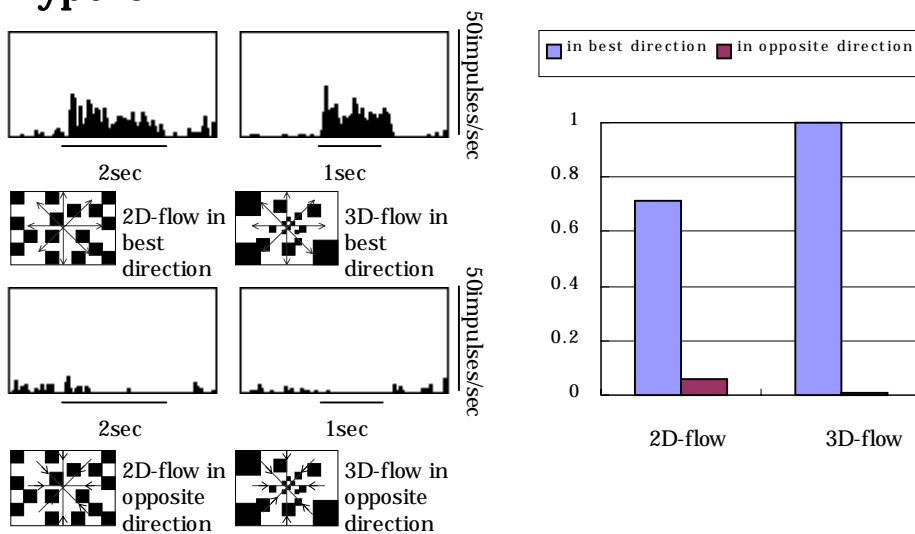 50impulses/sec
2sec
1sec
2D-flow in
best
direction
3D-flow in
best
direction
50impulses/sec
2sec
1sec
2D-flow in
opposite
direction
3D-flow in
opposite
direction
in best direction in opposite direction
1
0.8
0.6
0.4
0.2
0
2D-flow 3D-flow